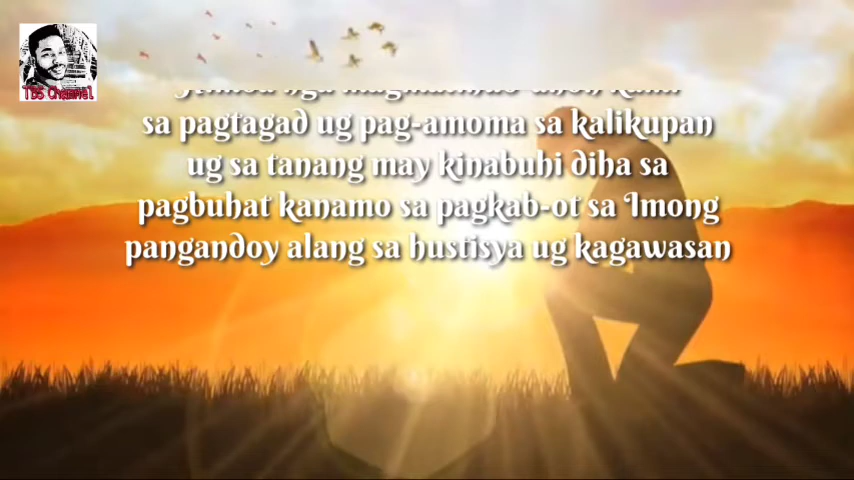 TBS Channel
sa pagtagad ug pag-amoma sa kalikupan
ug sa tanang may kinabuhi diha sa
pagbuhat kanamo sa pagkab-ot sa Imong
pangandoy alang sa hustisya ug kagawasan